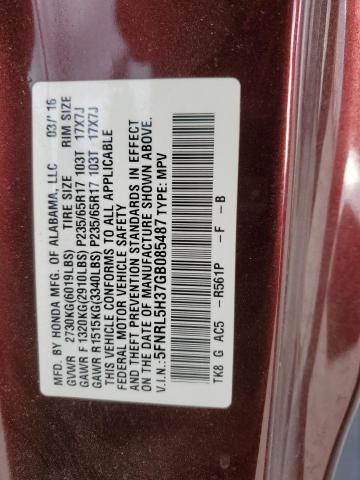 MFD. BY HONDA MFG. OF ALABAMA, LLC 03/'16
GVWR 2730KG(6019LBS) TIRE SIZE RIM SIZE
GAWR F 1320KG(2910LBS) P235/65R17 103T 17X7J
GAWR R1515KG(3340LBS) P235/65R17 103T 17X7J
THIS VEHICLE CONFORMS TO ALL APPLICABLE
FEDERAL MOTOR VEHICLE SAFETY
AND THEFT PREVENTION STANDARDS IN EFFECT
ON THE DATE OF MANUFACTURE SHOWN ABOVE.
V.I.N.:5FNRL5H37GB085487 TYPE: MPV
TK8 G AC5 -R561P -F -B